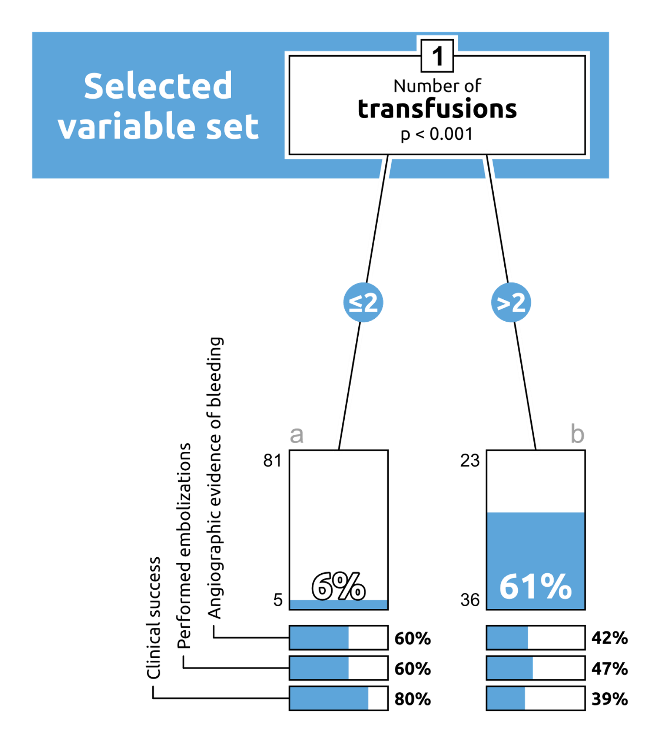 Selected
variable set
1
Number of
transfusions
p < 0.001
≤2
>2
a
b
81
5
6%
23
36
61%
Angiographic evidence of bleeding
Performed embolizations
Clinical success
60%
60%
80%
42%
47%
39%